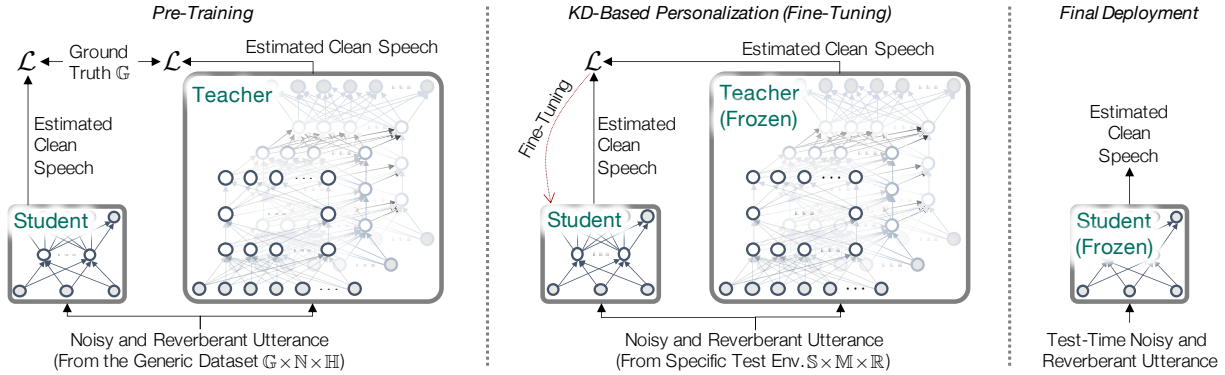 Pre-Training
ℒ
Ground
Truth 𝔾
ℒ
Estimated Clean Speech
Teacher
Estimated
Clean
Speech
Student
Noisy and Reverberant Utterance
(From the Generic Dataset 𝔾×ℕ×ℍ)
KD-Based Personalization (Fine-Tuning)
ℒ
Estimated Clean Speech
Teacher
(Frozen)
Fine-Tuning
Estimated
Clean
Speech
Student
Noisy and Reverberant Utterance
(From Specific Test Env. 𝕊×𝕄×ℝ)
Final Deployment
Estimated
Clean
Speech
Student
(Frozen)
Test-Time Noisy and
Reverberant Utterance